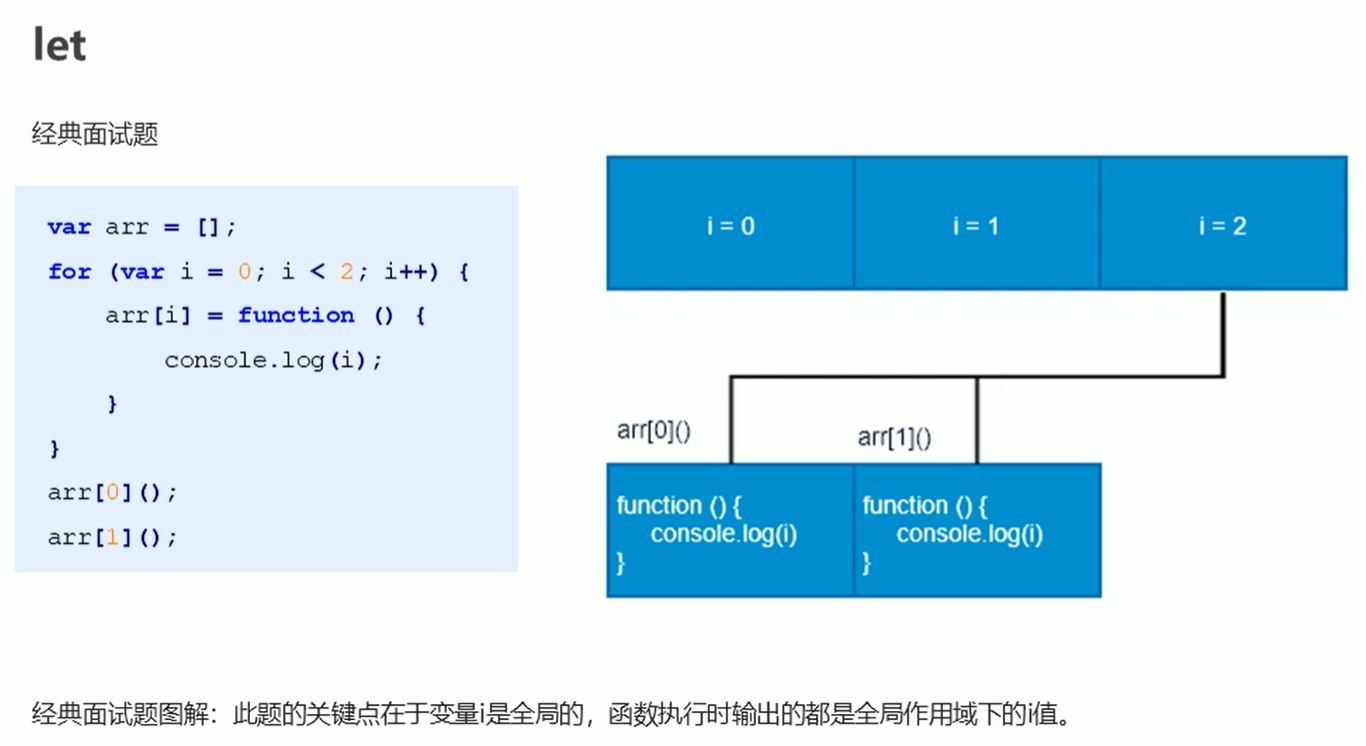 let
经典面试题
var arr = [];
for (var i = 0; i < 2; i++) {
    arr[i] = function () {
        console.log(i);
    }
}
arr[0]();
arr[1]();
i = 0
i = 1
i = 2
arr[0]()
arr[1]()
function () {
    console.log(i)
}
function () {
    console.log(i)
}
经典面试题图解：此题的关键点在于变量i是全局的，函数执行时输出的都是全局作用域下的i值。